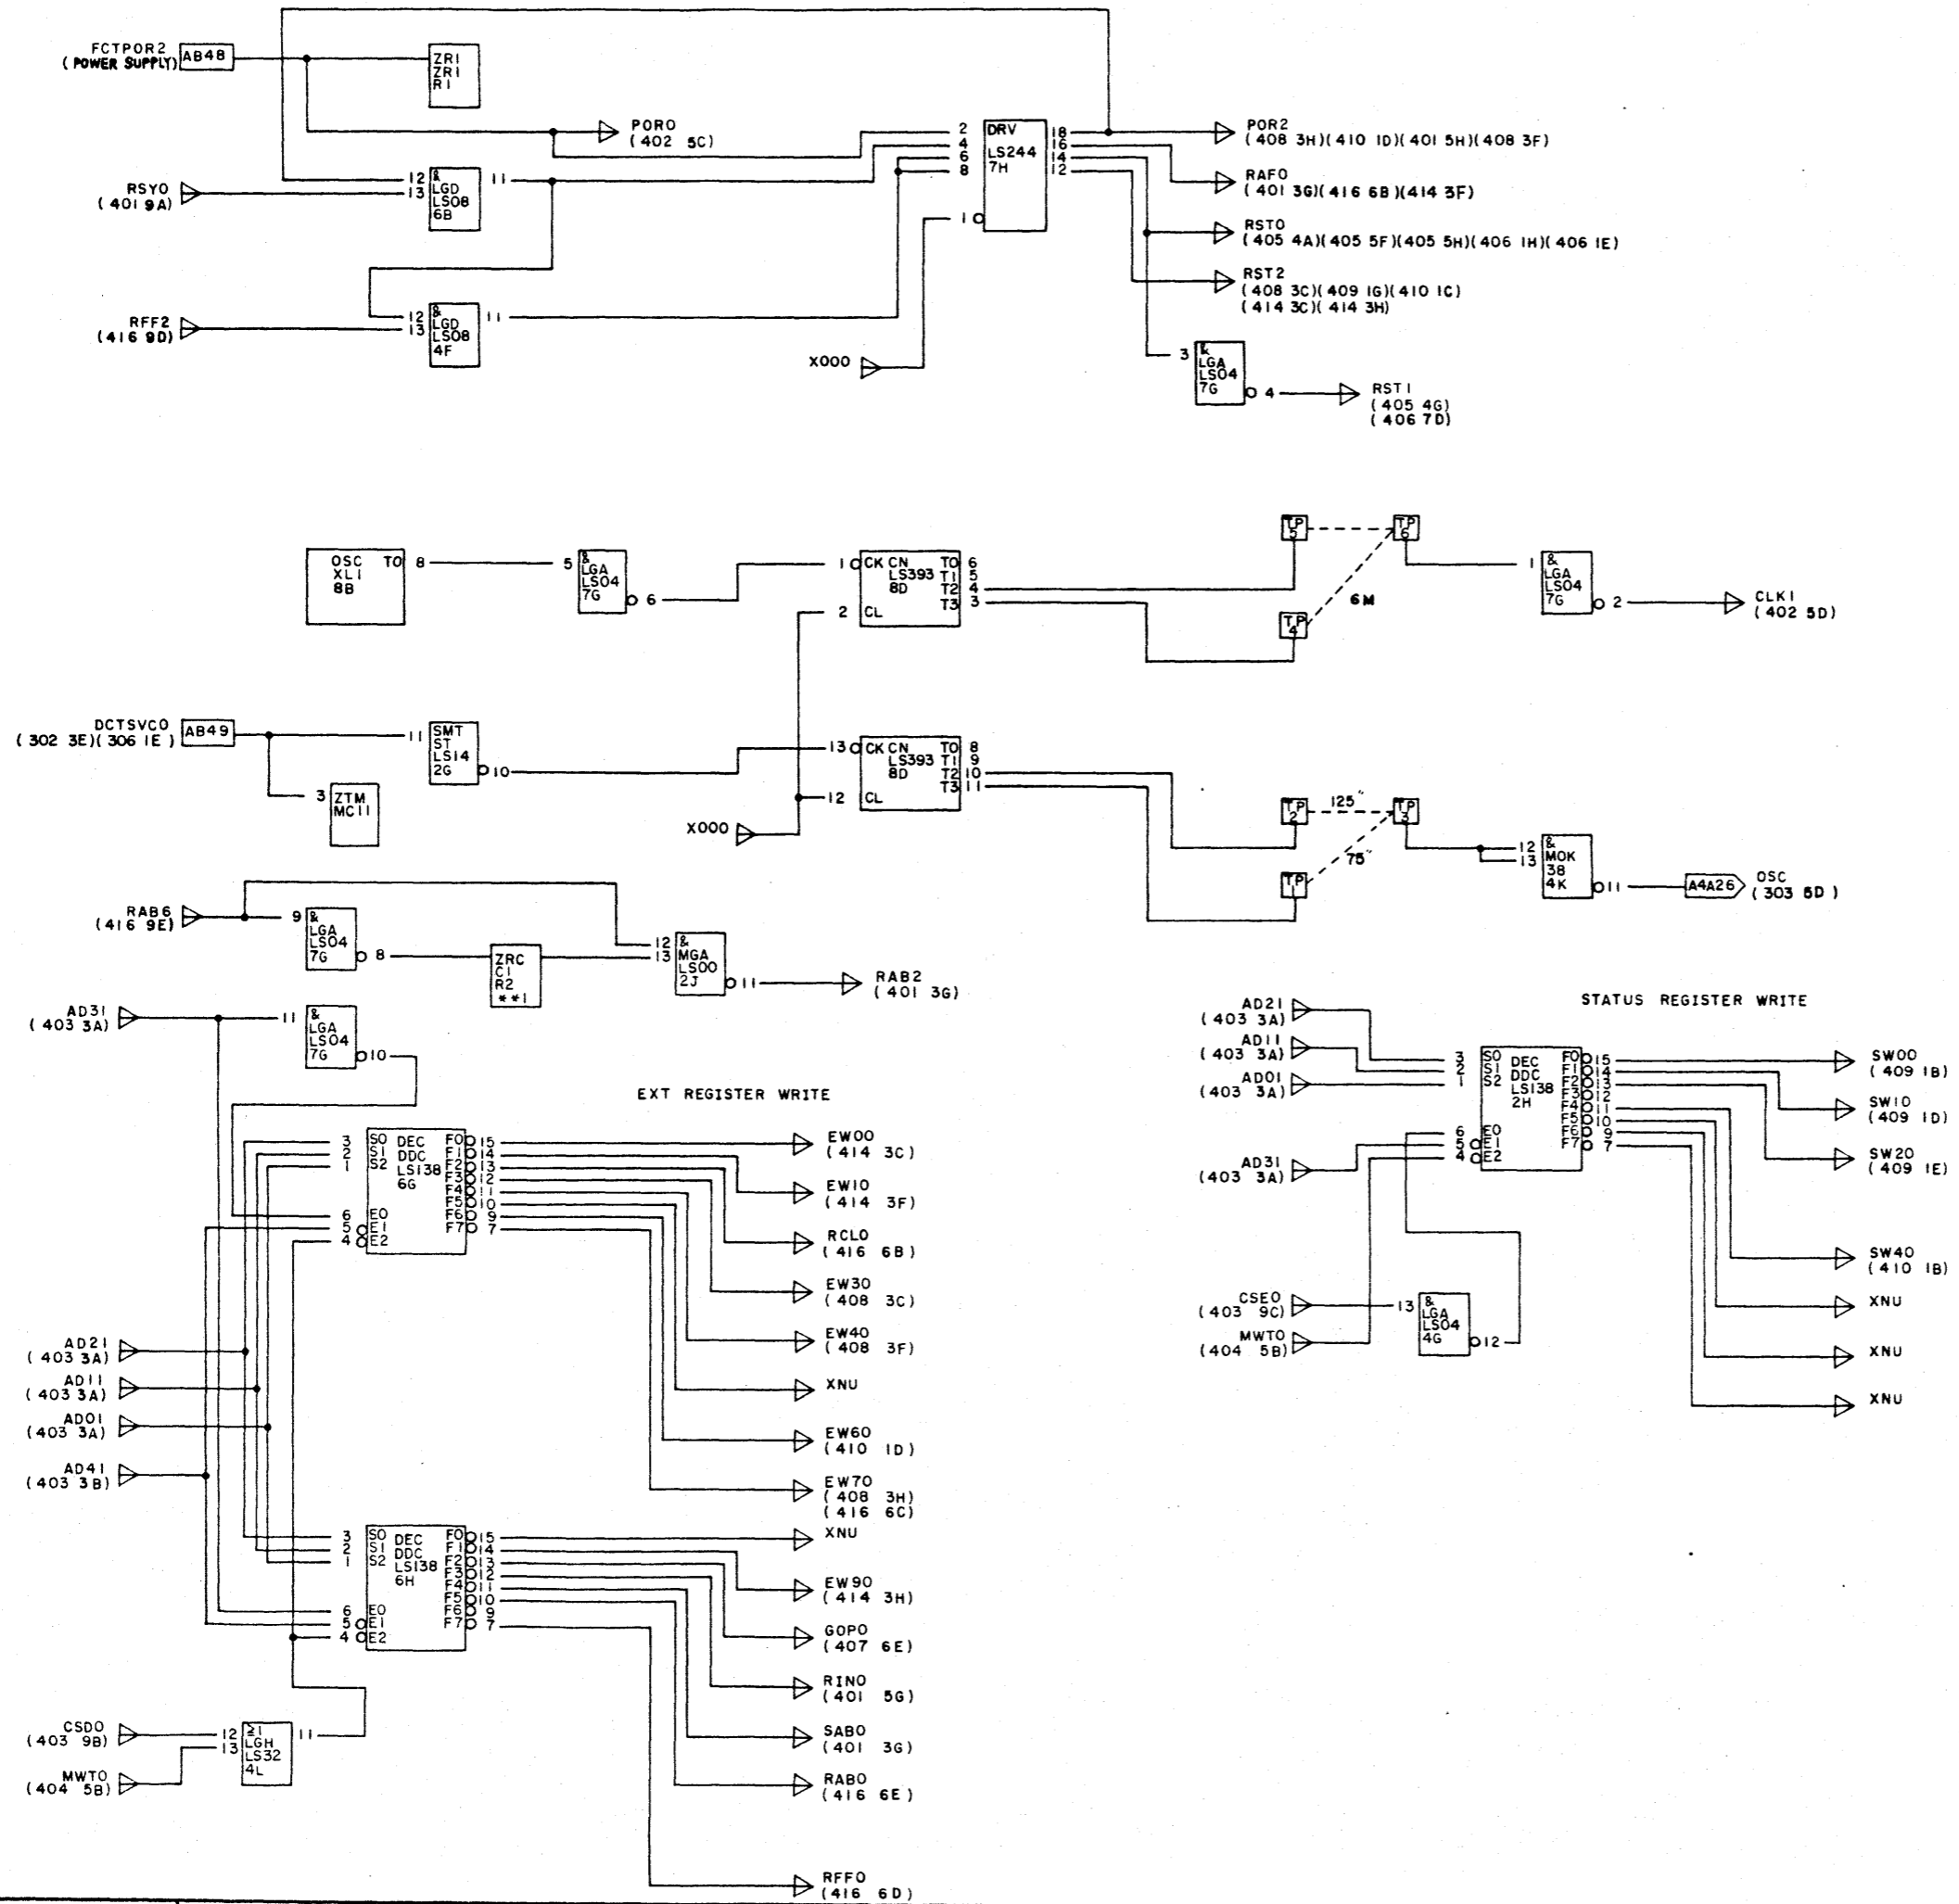 FCTPOR2
(POWER SUPPLY)
AB48
ZR1
ZR1
R1
POR0
(402 5C)
RSY0
(401 9A)
12
13
&
LGD
LS08
6B
11
RFF2
(416 9D)
12
13
&
LGD
LS08
4F
11
X000
2
4
6
8
1
DRV
LS244
7H
18
16
14
12
POR2
(408 3H)(410 1D)(401 5H)(408 3F)
RAF0
(401 3G)(416 6B)(414 3F)
RST0
(405 4A)(405 5F)(405 5H)(406 1H)(406 1E)
RST2
(408 3C)(409 1G)(410 1C)
(414 3C)(414 3H)
3
&
LGA
LS04
7G
4
RST1
(405 4G)
(406 7D)
OSC T0
XL1
8B
8
5
&
LGA
LS04
7G
6
1
2
CK CN T0
LS393 T1
8D T2
CL T3
6
5
4
3
TP
5
TP
6
TP
4
6M
1
&
LGA
LS04
7G
2
CLK1
(402 5D)
DCTSVC0
(302 3E)(306 1E)
AB49
11
SMT
ST
LS14
2G
10
3
ZTM
MC11
X000
13
12
CK CN T0
LS393 T1
8D T2
CL T3
8
9
10
11
TP
2
125"
TP
3
75"
TP
1
12
13
&
MOK
38
4K
11
A4A26
OSC
(303 5D)
RAB6
(416 9E)
9
&
LGA
LS04
7G
8
ZRC
C1
R2
**1
12
13
&
MGA
LS00
2J
11
RAB2
(401 3G)
AD31
(403 3A)
11
&
LGA
LS04
7G
10
EXT REGISTER WRITE
3
2
1
6
5
4
S0 DEC F0
S1 DDC F1
S2 LS138 F2
6G F3
F4
F5
E0 F6
E1 F7
E2
15
14
13
12
11
10
9
7
EW00
(414 3C)
EW10
(414 3F)
RCL0
(416 6B)
EW30
(408 3C)
EW40
(408 3F)
XNU
EW60
(410 1D)
EW70
(408 3H)
(416 6C)
AD21
(403 3A)
AD11
(403 3A)
AD01
(403 3A)
AD41
(403 3B)
3
2
1
6
5
4
S0 DEC F0
S1 DDC F1
S2 LS138 F2
6H F3
F4
F5
E0 F6
E1 F7
E2
15
14
13
12
11
10
9
7
XNU
EW90
(414 3H)
GOP0
(407 6E)
RIN0
(401 5G)
SAB0
(401 3G)
RAB0
(416 6E)
RFF0
(416 6D)
CSD0
(403 9B)
MWT0
(404 5B)
12
13
≥1
LGH
LS32
4L
11
STATUS REGISTER WRITE
AD21
(403 3A)
AD11
(403 3A)
AD01
(403 3A)
AD31
(403 3A)
3
2
1
6
5
4
S0 DEC F0
S1 DDC F1
S2 LS138 F2
2H F3
F4
F5
E0 F6
E1 F7
E2
15
14
13
12
11
10
9
7
SW00
(409 1B)
SW10
(409 1D)
SW20
(409 1E)
SW40
(410 1B)
XNU
XNU
XNU
CSE0
(403 9C)
MWT0
(404 5B)
13
&
LGA
LS04
4G
12